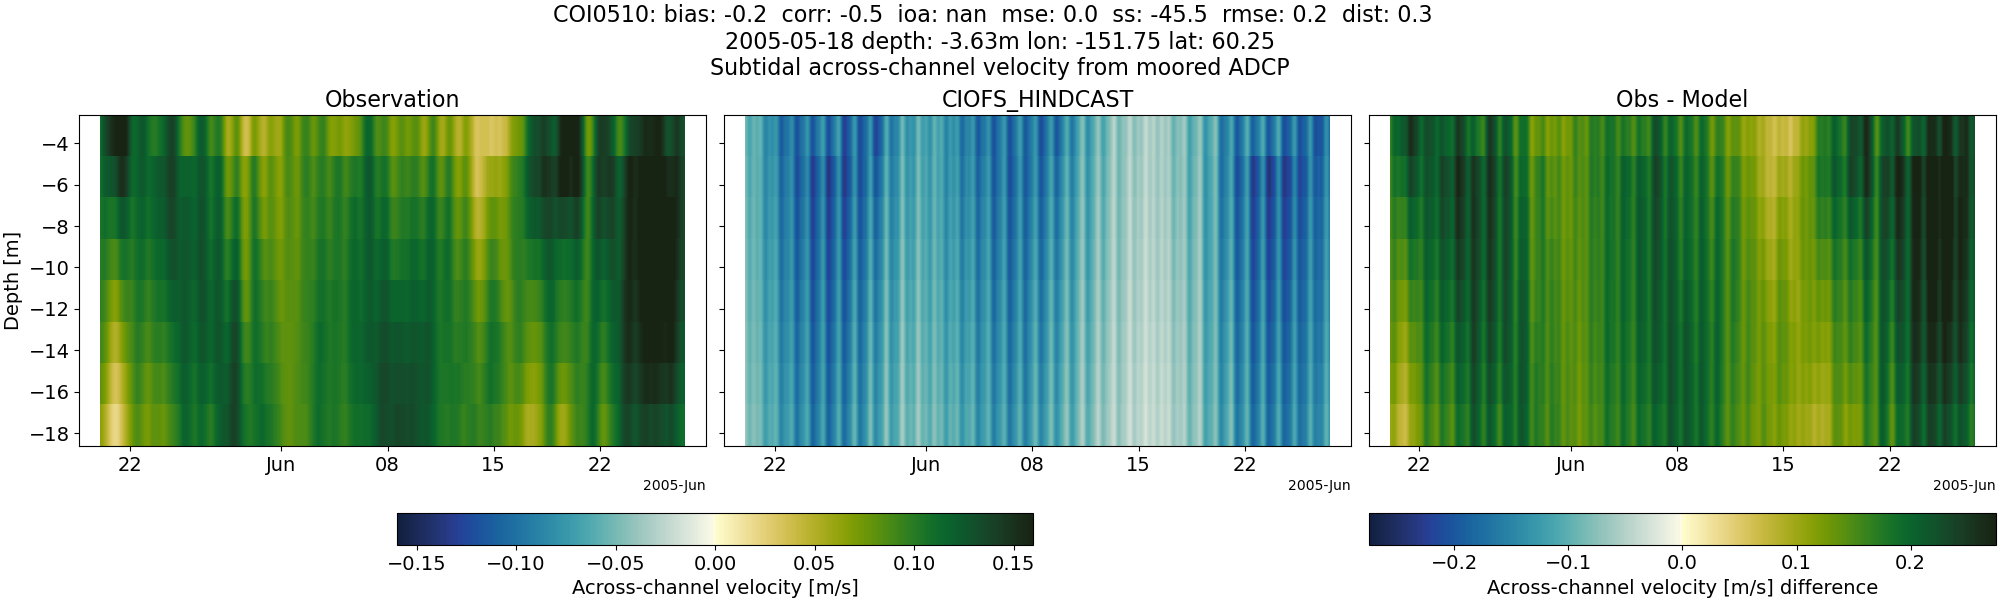 COI0510: bias: -0.2  corr: -0.5  ioa: nan  mse: 0.0  ss: -45.5  rmse: 0.2  dist: 0.3
2005-05-18 depth: -3.63m lon: -151.75 lat: 60.25
Subtidal across-channel velocity from moored ADCP
Observation
CIOFS_HINDCAST
Obs - Model
Depth [m]
−4
−6
−8
−10
−12
−14
−16
−18
22 Jun 08 15 22
2005-Jun
22 Jun 08 15 22
2005-Jun
22 Jun 08 15 22
2005-Jun
−0.15 −0.10 −0.05 0.00 0.05 0.10 0.15
Across-channel velocity [m/s]
−0.2 −0.1 0.0 0.1 0.2
Across-channel velocity [m/s] difference